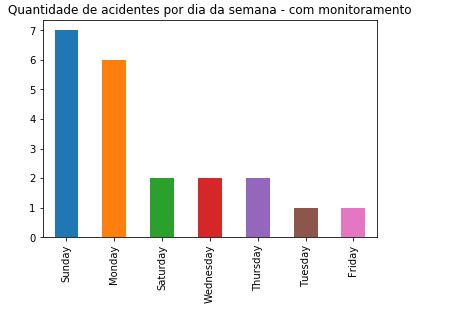 Quantidade de acidentes por dia da semana - com monitoramento
7
6
5
4
3
2
1
0
Sunday
Monday
Saturday
Wednesday
Thursday
Tuesday
Friday